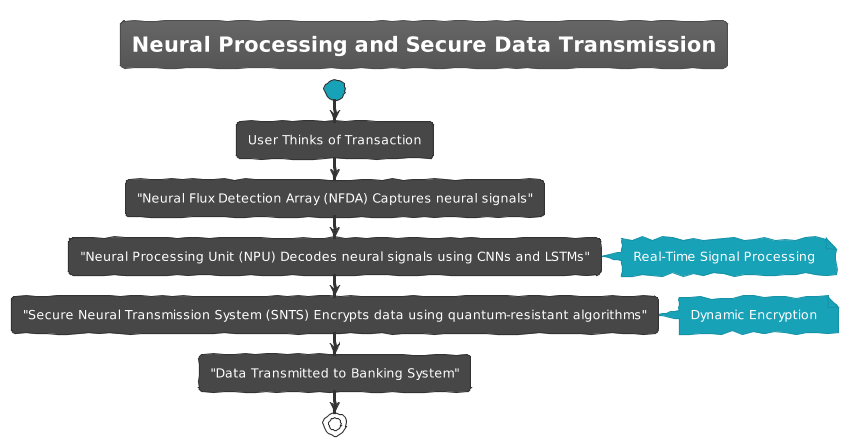 Neural Processing and Secure Data Transmission
User Thinks of Transaction
"Neural Flux Detection Array (NFDA) Captures neural signals"
"Neural Processing Unit (NPU) Decodes neural signals using CNNs and LSTMs"
Real-Time Signal Processing
"Secure Neural Transmission System (SNTS) Encrypts data using quantum-resistant algorithms"
Dynamic Encryption
"Data Transmitted to Banking System"